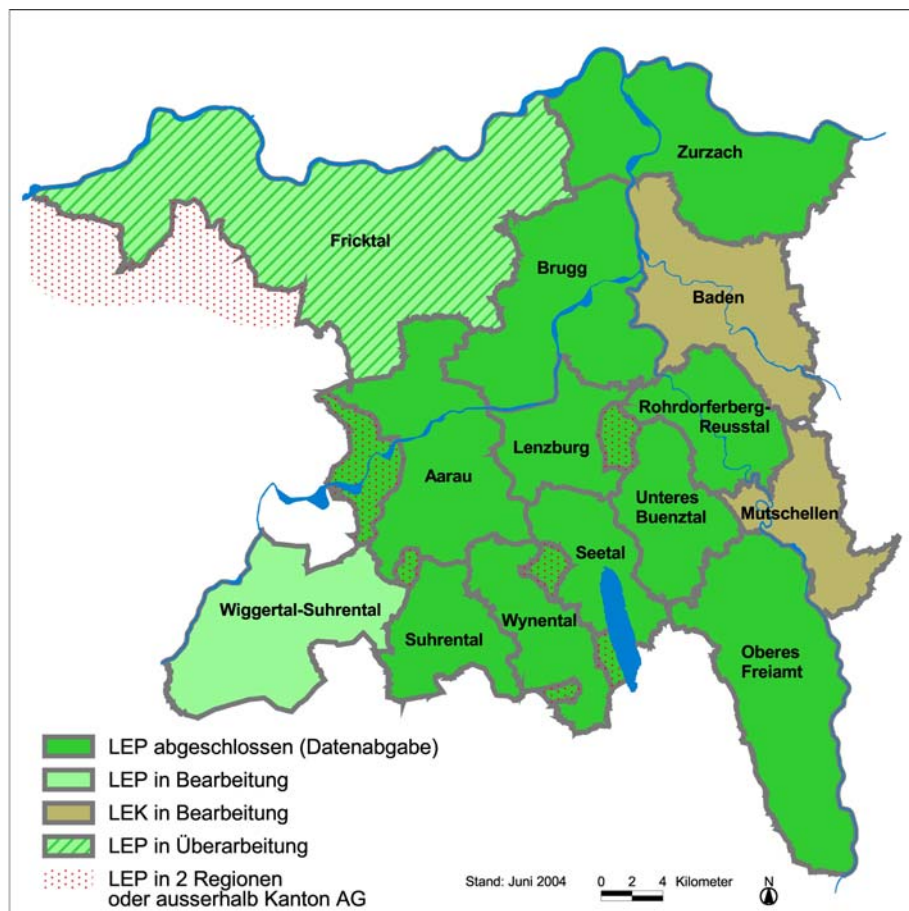 Zurzach
Fricktal
Brugg
Baden
Rohrdorferberg-
Reusstal
Lenzburg
Aarau
Unteres
Buenztal
Mutschellen
Seetal
Wiggertal-Suhrental
Wynental
Suhrental
Oberes
Freiamt
LEP abgeschlossen (Datenabgabe)
LEP in Bearbeitung
LEK in Bearbeitung
LEP in Überarbeitung
LEP in 2 Regionen
oder ausserhalb Kanton AG
Stand: Juni 2004
0 2 4 Kilometer
N